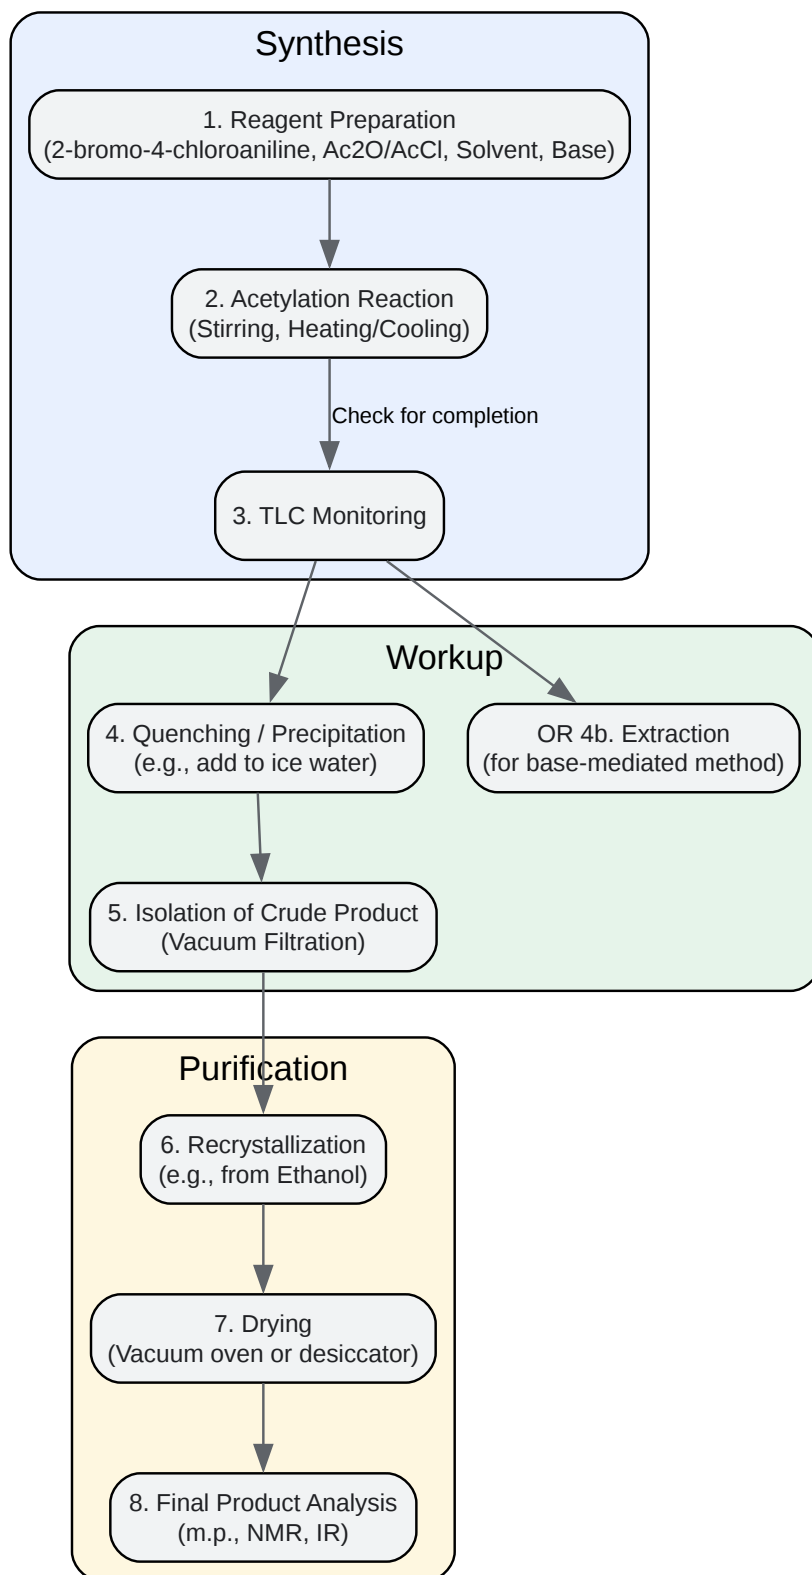 Synthesis
1. Reagent Preparation
(2-bromo-4-chloroaniline, Ac2O/AcCl, Solvent, Base)
2. Acetylation Reaction
(Stirring, Heating/Cooling)
Check for completion
3. TLC Monitoring
Workup
4. Quenching / Precipitation
(e.g., add to ice water)
OR 4b. Extraction
(for base-mediated method)
5. Isolation of Crude Product
(Vacuum Filtration)
Purification
6. Recrystallization
(e.g., from Ethanol)
7. Drying
(Vacuum oven or desiccator)
8. Final Product Analysis
(m.p., NMR, IR)